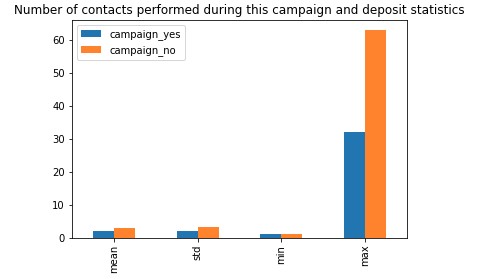 Number of contacts performed during this campaign and deposit statistics
campaign_yes
campaign_no
60
50
40
30
20
10
0
mean
std
min
max